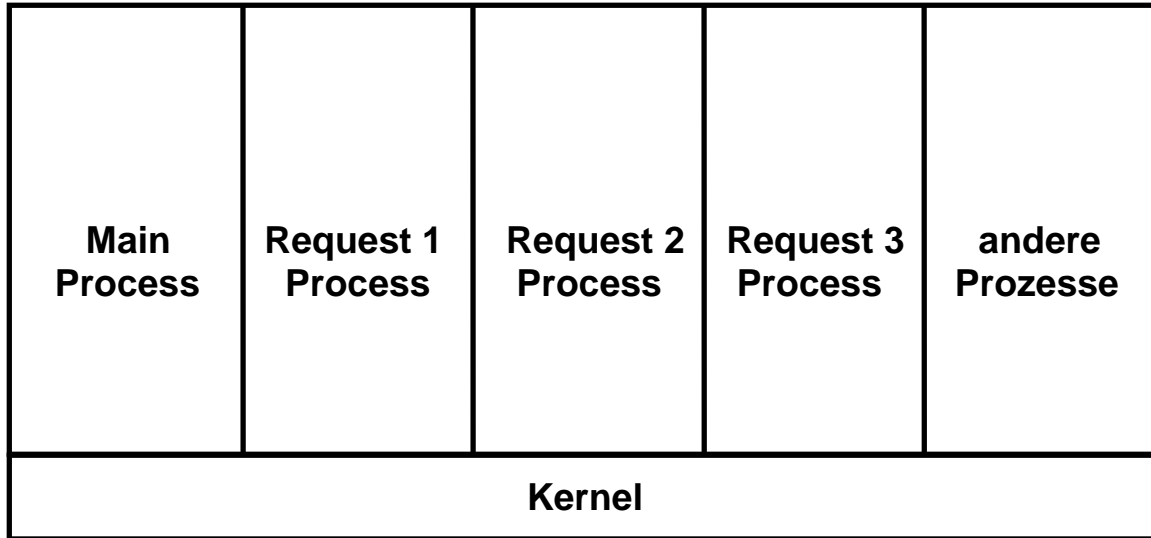 Main
Process
Request 1
Process
Request 2
Process
Request 3
Process
andere
Prozesse
Kernel